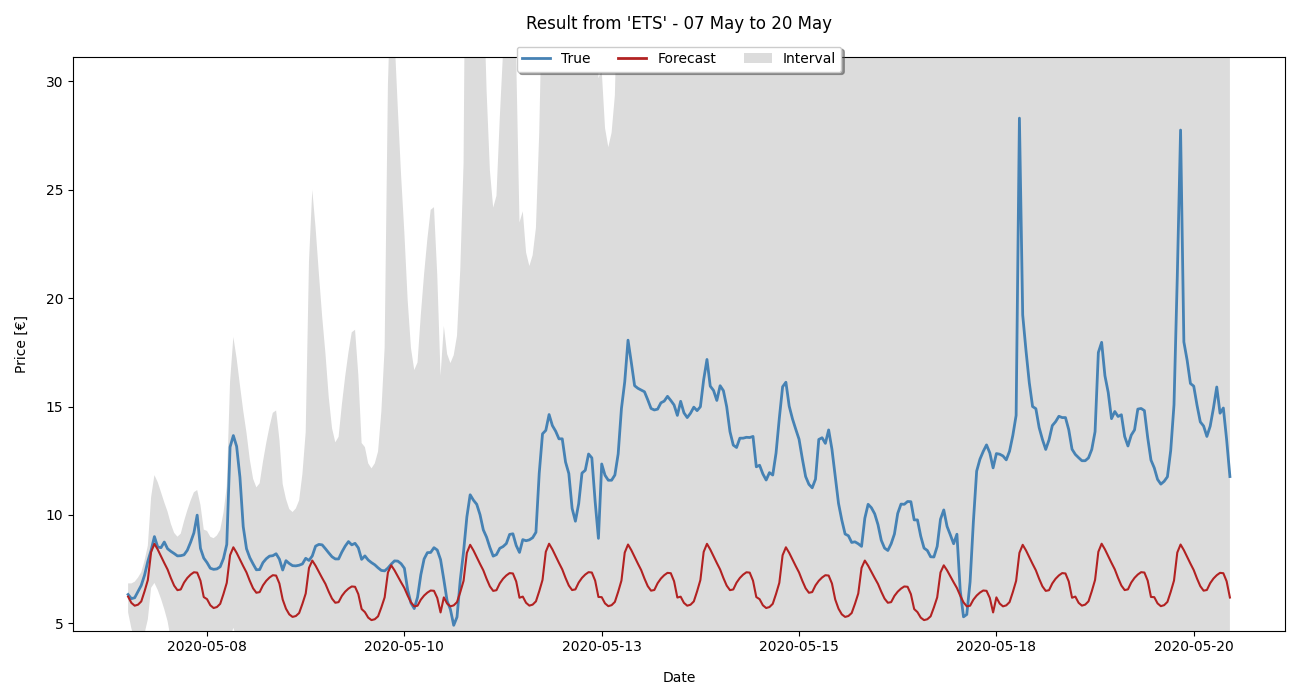 Result from 'ETS' - 07 May to 20 May
True Forecast Interval
30
25
20
15
10
5
Price [€]
2020-05-08 2020-05-10 2020-05-13 2020-05-15 2020-05-18 2020-05-20
Date